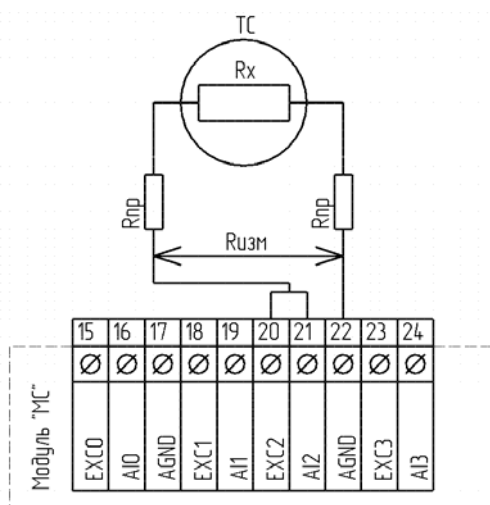 ТС
Rx
Rпр
Rпр
Rизм
15 16 17 18 19 20 21 22 23 24
Модуль "МС"
EXC0 AI0 AGND EXC1 AI1 EXC2 AI2 AGND EXC3 AI3